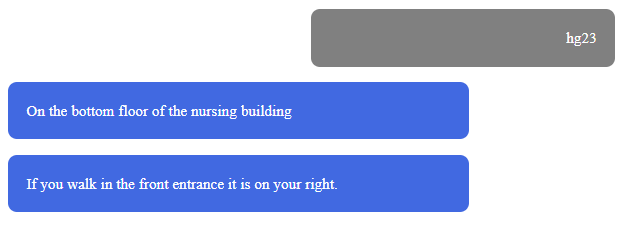 hg23
On the bottom floor of the nursing building
If you walk in the front entrance it is on your right.